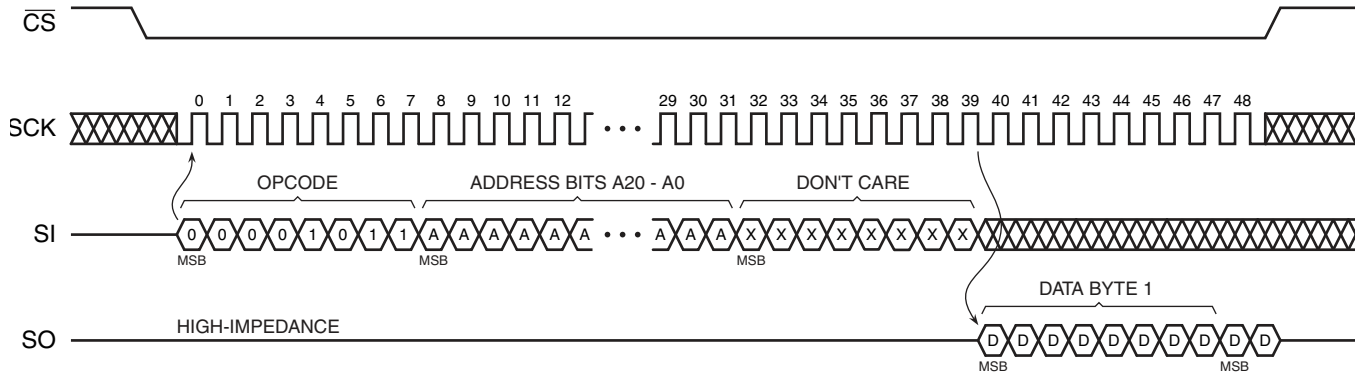 CS
0 1 2 3 4 5 6 7 8 9 10 11 12 29 30 31 32 33 34 35 36 37 38 39 40 41 42 43 44 45 46 47 48
SCK
OPCODE ADDRESS BITS A20 - A0 DON'T CARE
SI 0 0 0 0 1 0 1 1 A A A A A A A A A X X X X X X X X
MSB MSB MSB
DATA BYTE 1
HIGH-IMPEDANCE
SO D D D D D D D D D D
MSB MSB